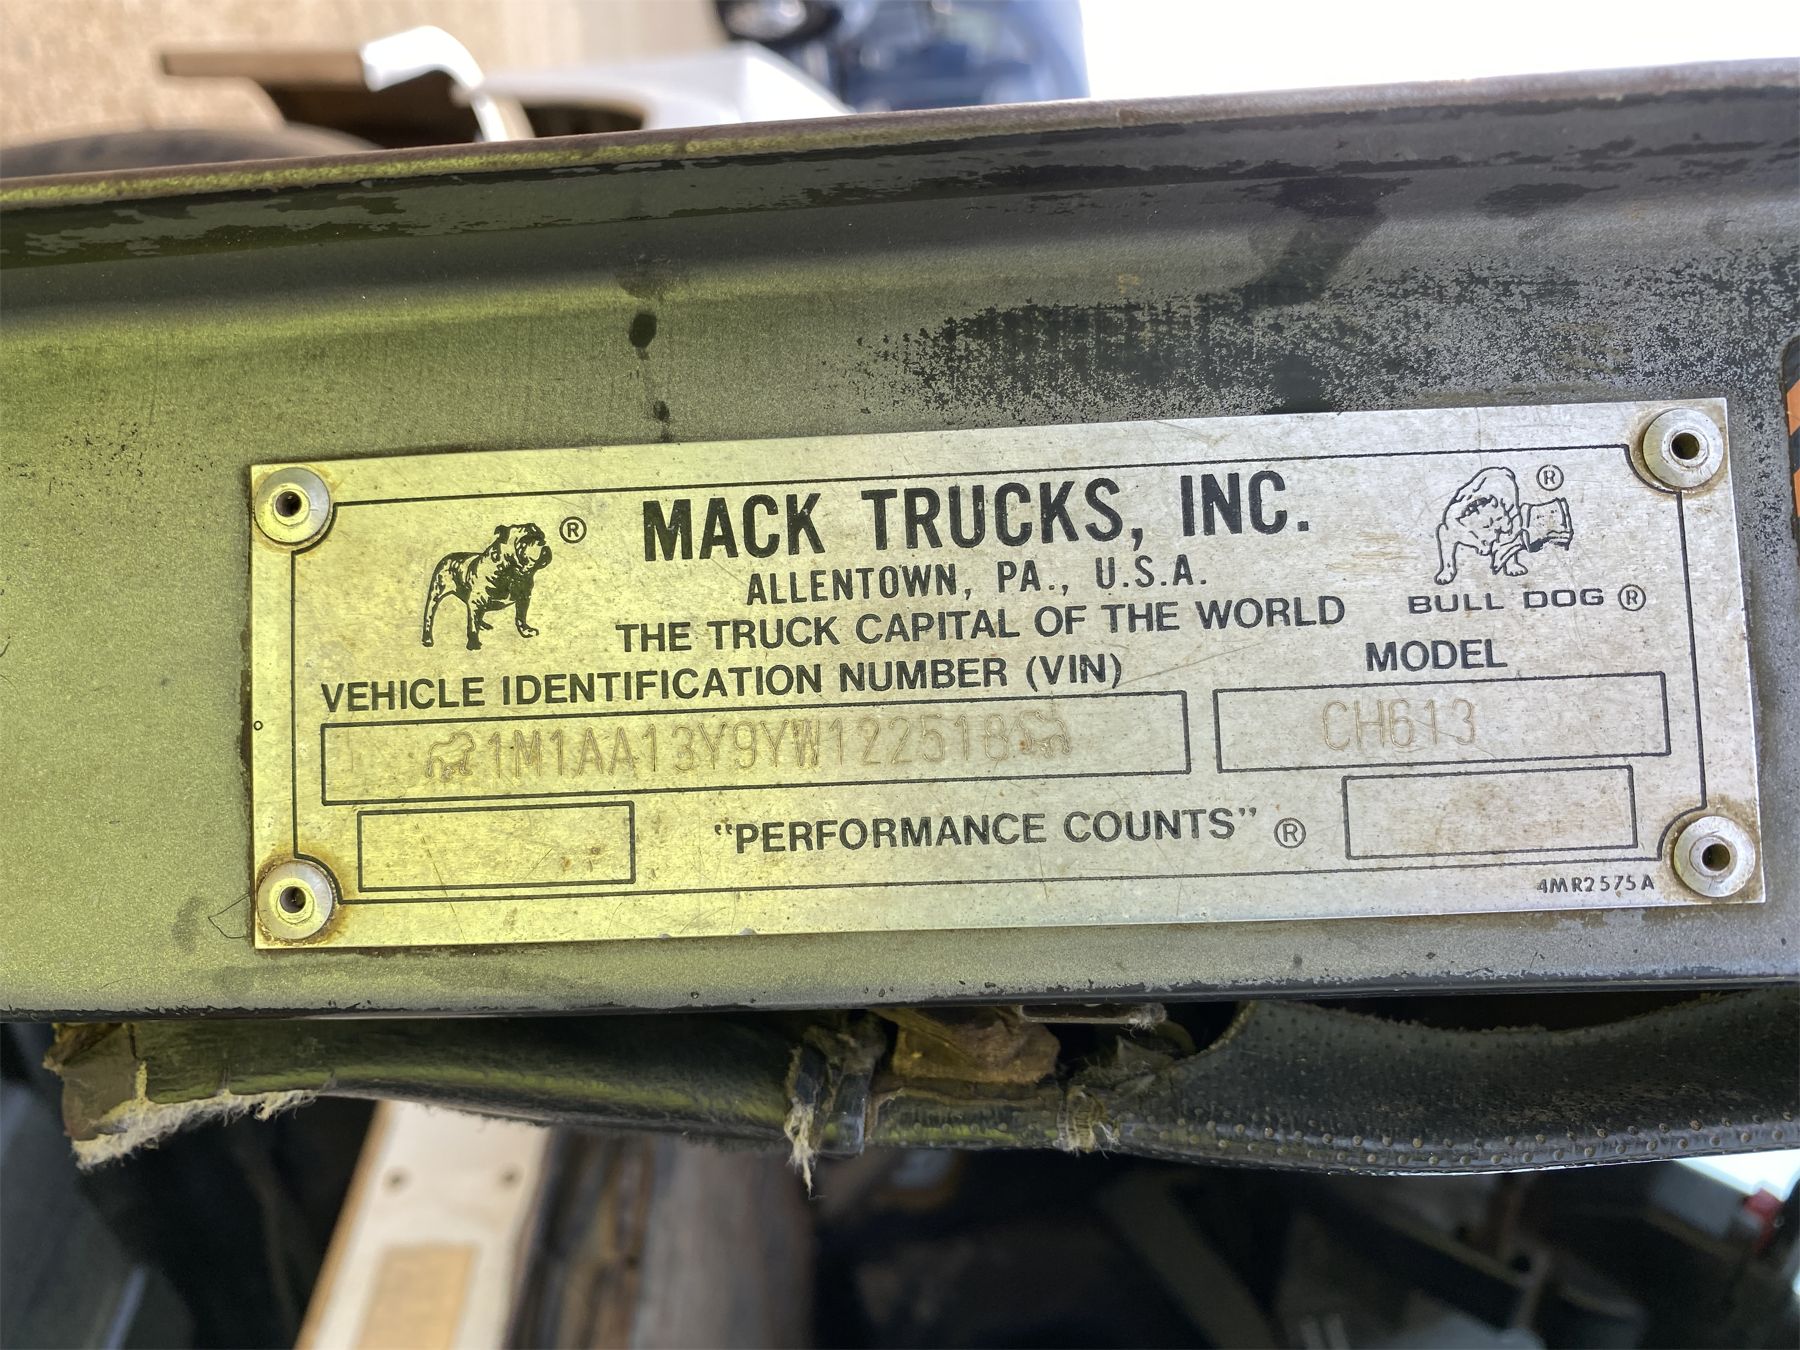 MACK TRUCKS, INC.
ALLENTOWN, PA., U.S.A.
THE TRUCK CAPITAL OF THE WORLD
® BULL DOG ®
®
VEHICLE IDENTIFICATION NUMBER (VIN)
MODEL
1M1AA13Y9YW122518
CH613
"PERFORMANCE COUNTS" ®
4MR2575A